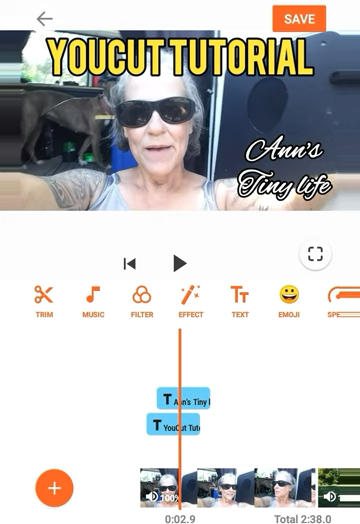 SAVE
YOUCUT TUTORIAL
Ann's
Tiny life
TRIM
MUSIC
FILTER
EFFECT
TEXT
EMOJI
SPE
T Ann's Tiny l
T YouCut Tuto
100%
0:02.9
Total 2:38.0